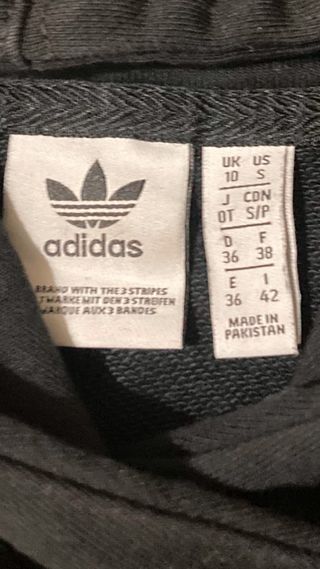 adidas
BRAND WITH THE 3 STRIPES
MARKE MIT DEN 3 STREIFEN
MARQUE AUX 3 BANDES
UK US
10 S
J CDN
OT S/P
D F
36 38
E I
36 42
MADE IN
PAKISTAN